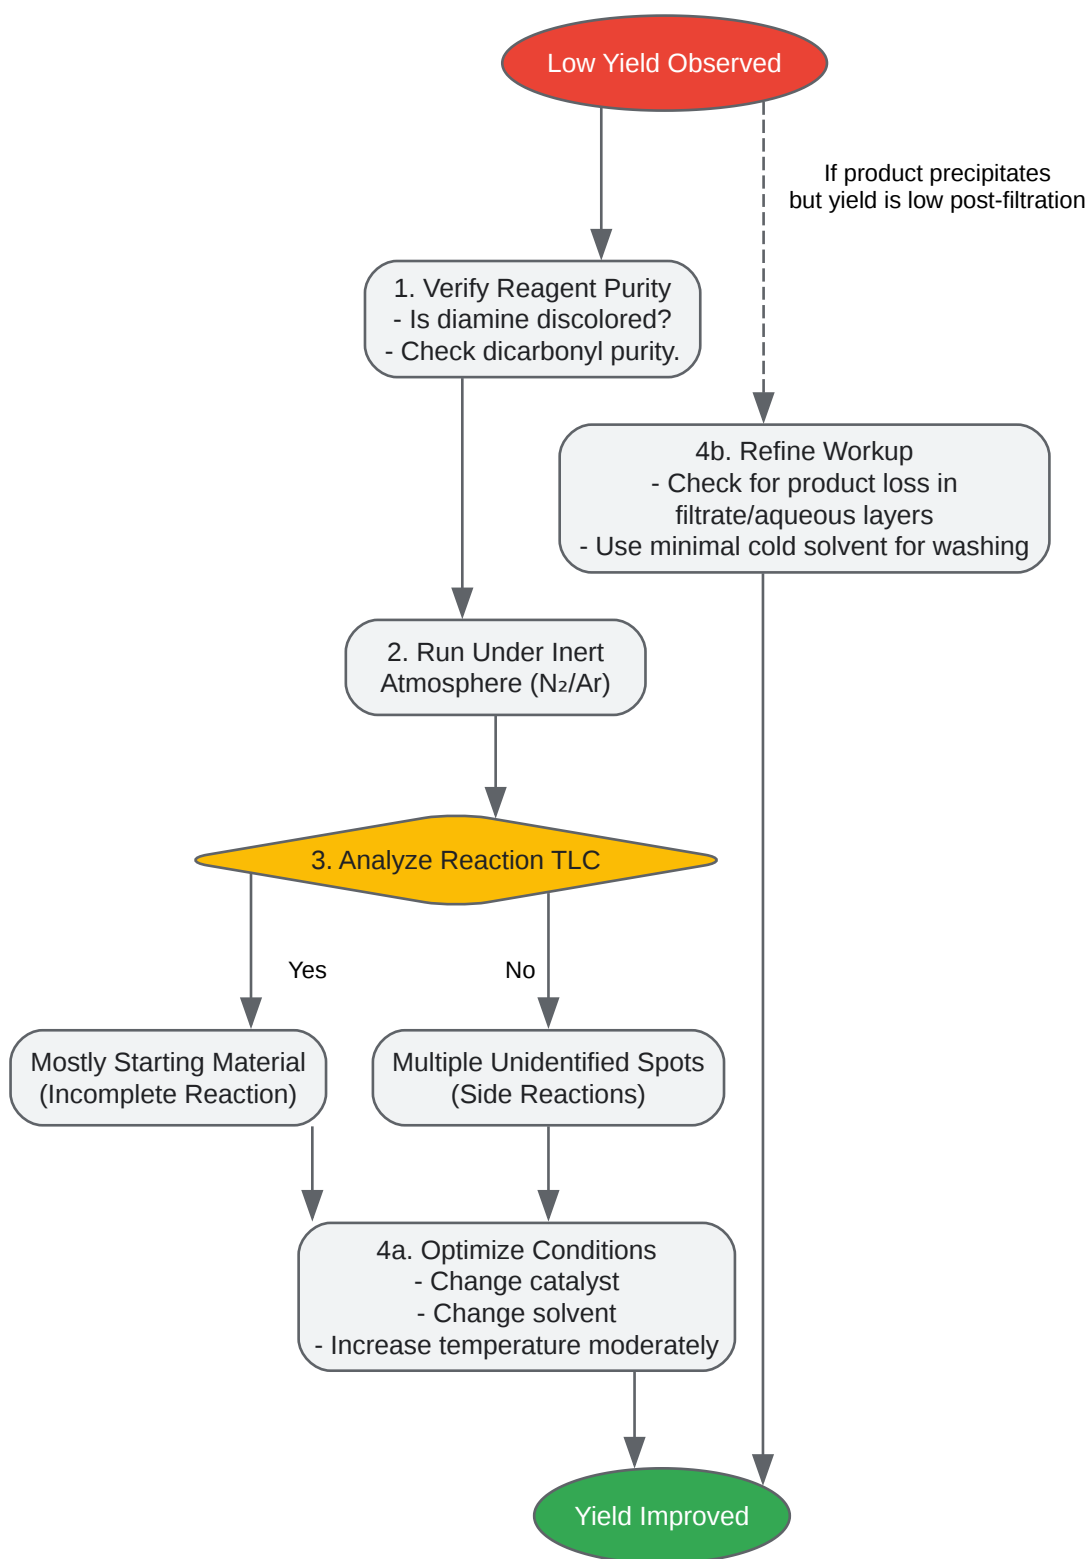 Low Yield Observed
If product precipitates
but yield is low post-filtration
1. Verify Reagent Purity
- Is diamine discolored?
- Check dicarbonyl purity.
4b. Refine Workup
- Check for product loss in
filtrate/aqueous layers
- Use minimal cold solvent for washing
2. Run Under Inert
Atmosphere (N₂/Ar)
3. Analyze Reaction TLC
Yes
No
Mostly Starting Material
(Incomplete Reaction)
Multiple Unidentified Spots
(Side Reactions)
4a. Optimize Conditions
- Change catalyst
- Change solvent
- Increase temperature moderately
Yield Improved